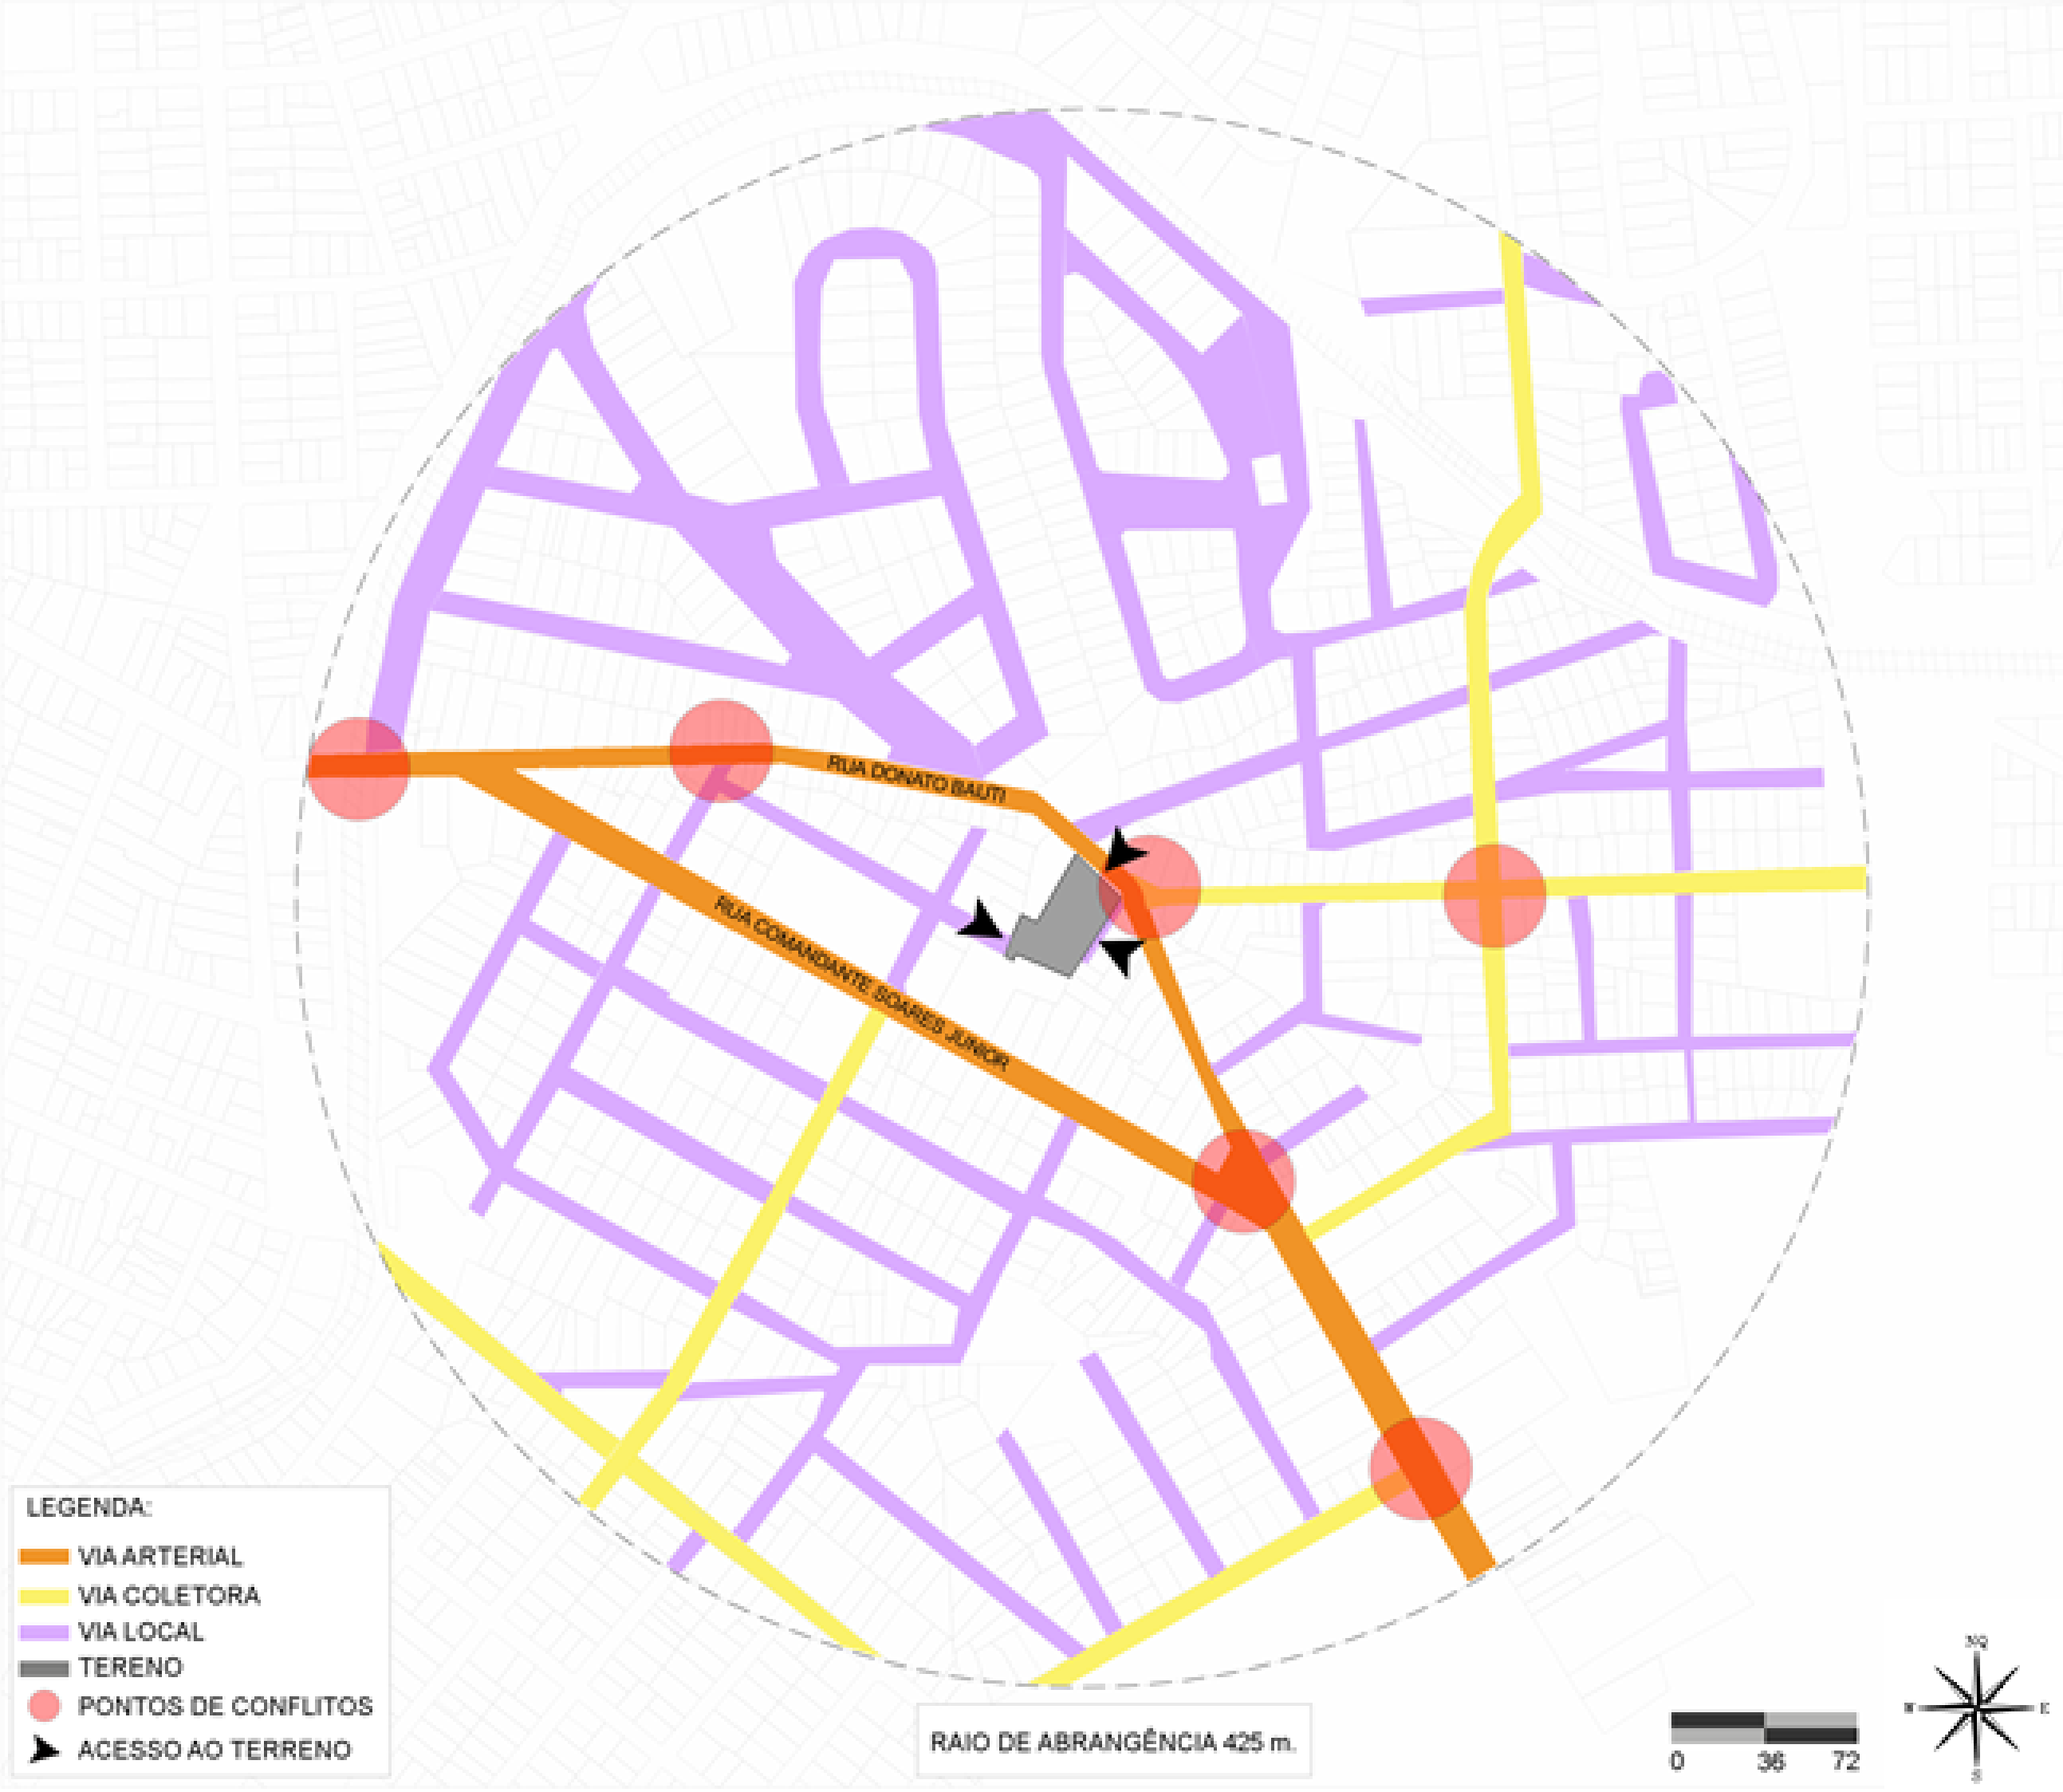 RUA DONATO BAUTI
RUA COMANDANTE SOARES JUNIOR
LEGENDA:
VIA ARTERIAL
VIA COLETORA
VIA LOCAL
TERENO
PONTOS DE CONFLITOS
ACESSO AO TERRENO
RAIO DE ABRANGÊNCIA 425 m.
0 36 72
E
S